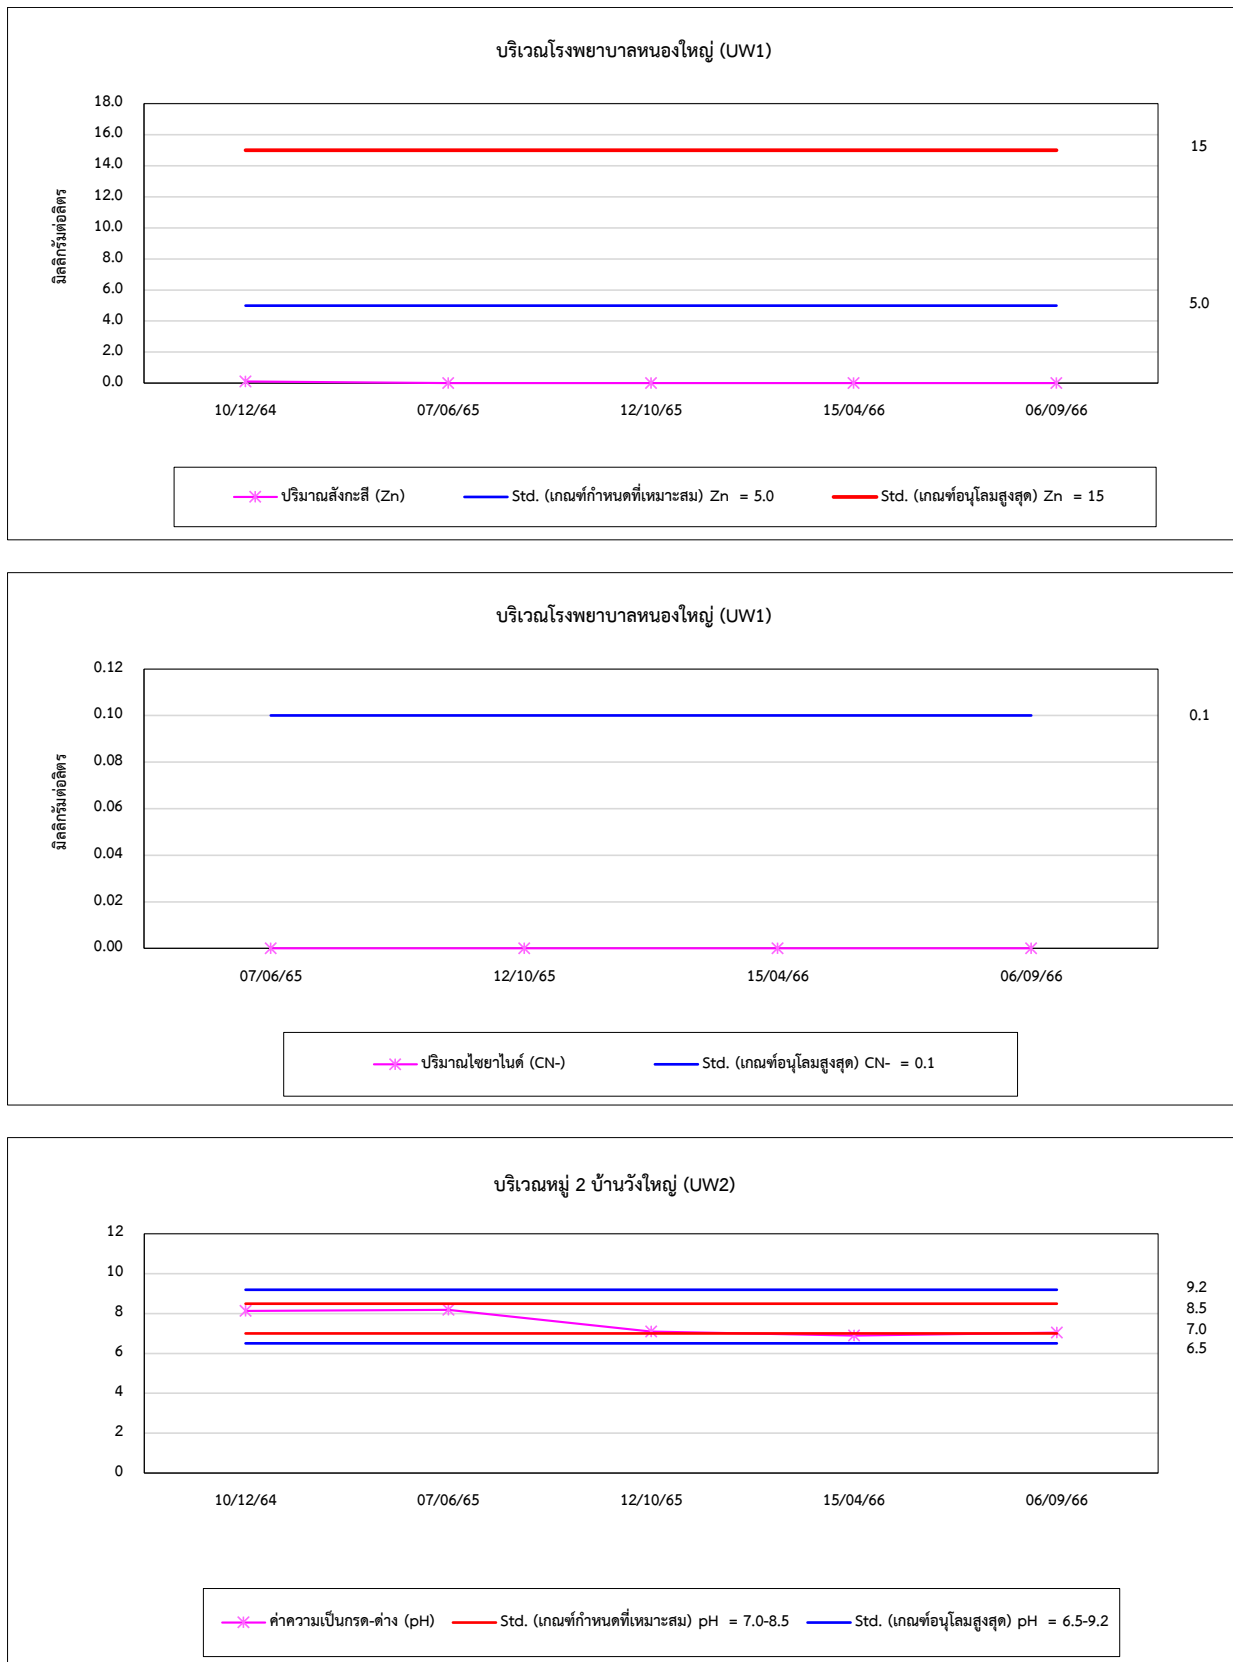 บริเวณโรงพยาบาลหนองใหญ่ (UW1)
18.0
16.0
15
14.0
12.0
10.0
มิลลิกรัมต่อลิตร
8.0
6.0
5.0
4.0
2.0
0.0
10/12/64 07/06/65 12/10/65 15/04/66 06/09/66
ปริมาณสังกะสี (Zn) Std. (เกณฑ์กำหนดที่เหมาะสม) Zn = 5.0 Std. (เกณฑ์อนุโลมสูงสุด) Zn = 15
บริเวณโรงพยาบาลหนองใหญ่ (UW1)
0.12
0.10 0.1
0.08
มิลลิกรัมต่อลิตร
0.06
0.04
0.02
0.00
07/06/65 12/10/65 15/04/66 06/09/66
ปริมาณไซยาไนด์ (CN-) Std. (เกณฑ์อนุโลมสูงสุด) CN- = 0.1
บริเวณหมู่ 2 บ้านวังใหญ่ (UW2)
12
10
9.2
8 8.5
7.0
6 6.5
4
2
0
10/12/64 07/06/65 12/10/65 15/04/66 06/09/66
ค่าความเป็นกรด-ด่าง (pH) Std. (เกณฑ์กำหนดที่เหมาะสม) pH = 7.0-8.5 Std. (เกณฑ์อนุโลมสูงสุด) pH = 6.5-9.2